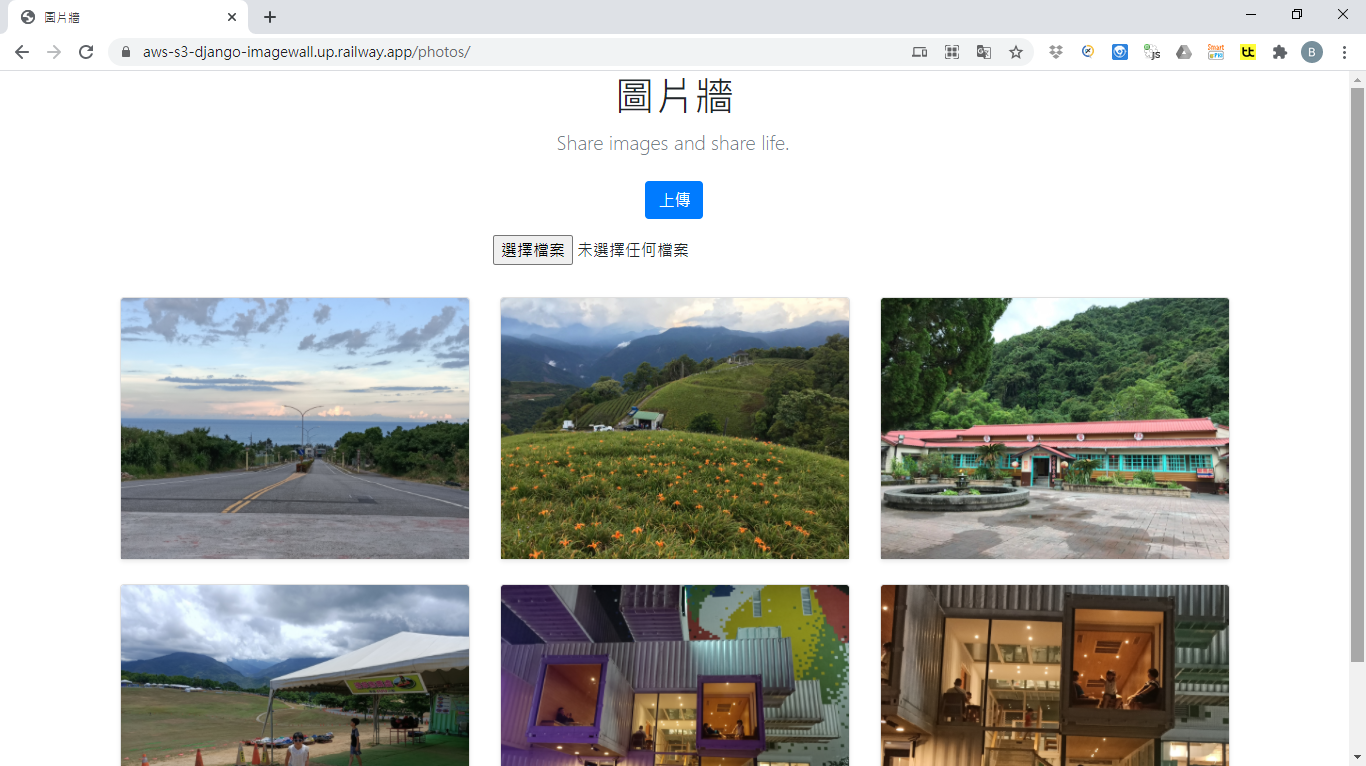 圖片牆
aws-s3-django-imagewall.up.railway.app/photos/
圖片牆
Share images and share life.
上傳
選擇檔案 未選擇任何檔案